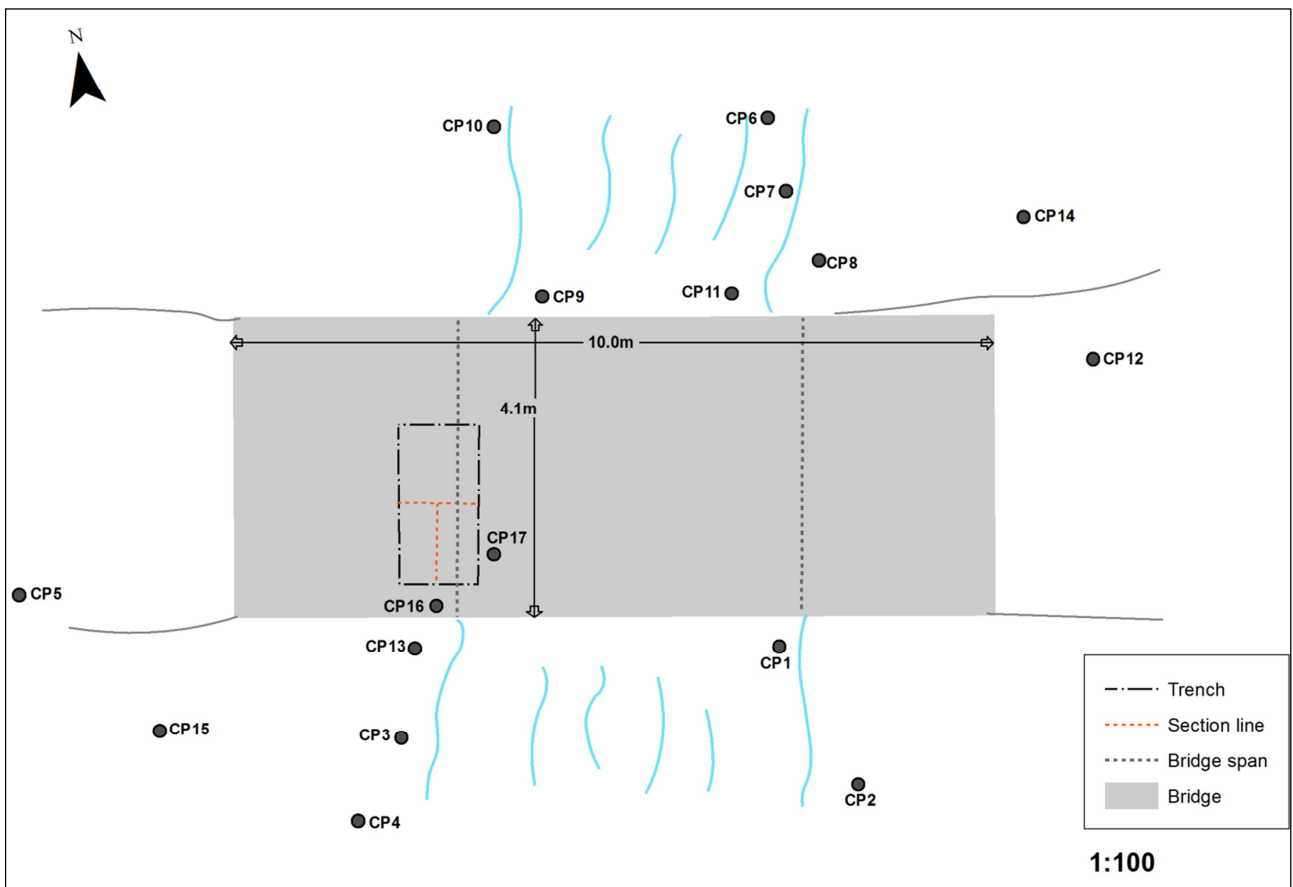 N
CP10
CP6
CP7
CP14
CP8
CP9
CP11
10.0m
CP12
4.1m
CP17
CP5
CP16
CP13
CP1
CP15
CP3
CP2
CP4
Trench
Section line
Bridge span
Bridge
1:100